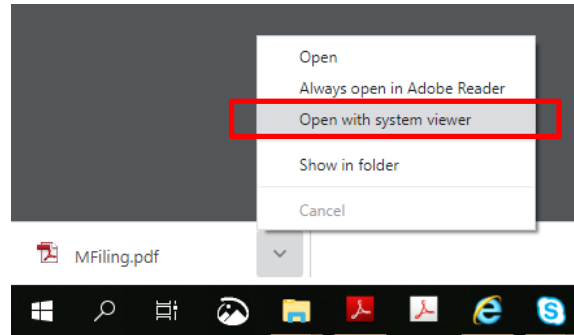 Open
Always open in Adobe Reader
Open with system viewer
Show in folder
Cancel
MFiling.pdf